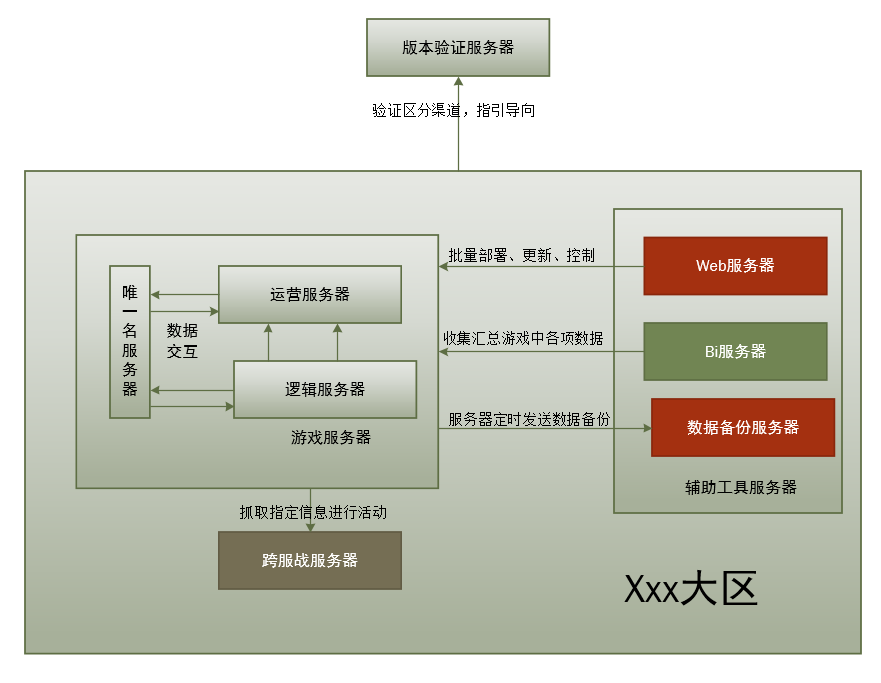 版本验证服务器
验证区分渠道，指引导向
批量部署、更新、控制
Web服务器
唯一名服务器
运营服务器
数据
交互
收集汇总游戏中各项数据
Bi服务器
逻辑服务器
服务器定时发送数据备份
数据备份服务器
游戏服务器
辅助工具服务器
抓取指定信息进行活动
跨服战服务器
Xxx大区